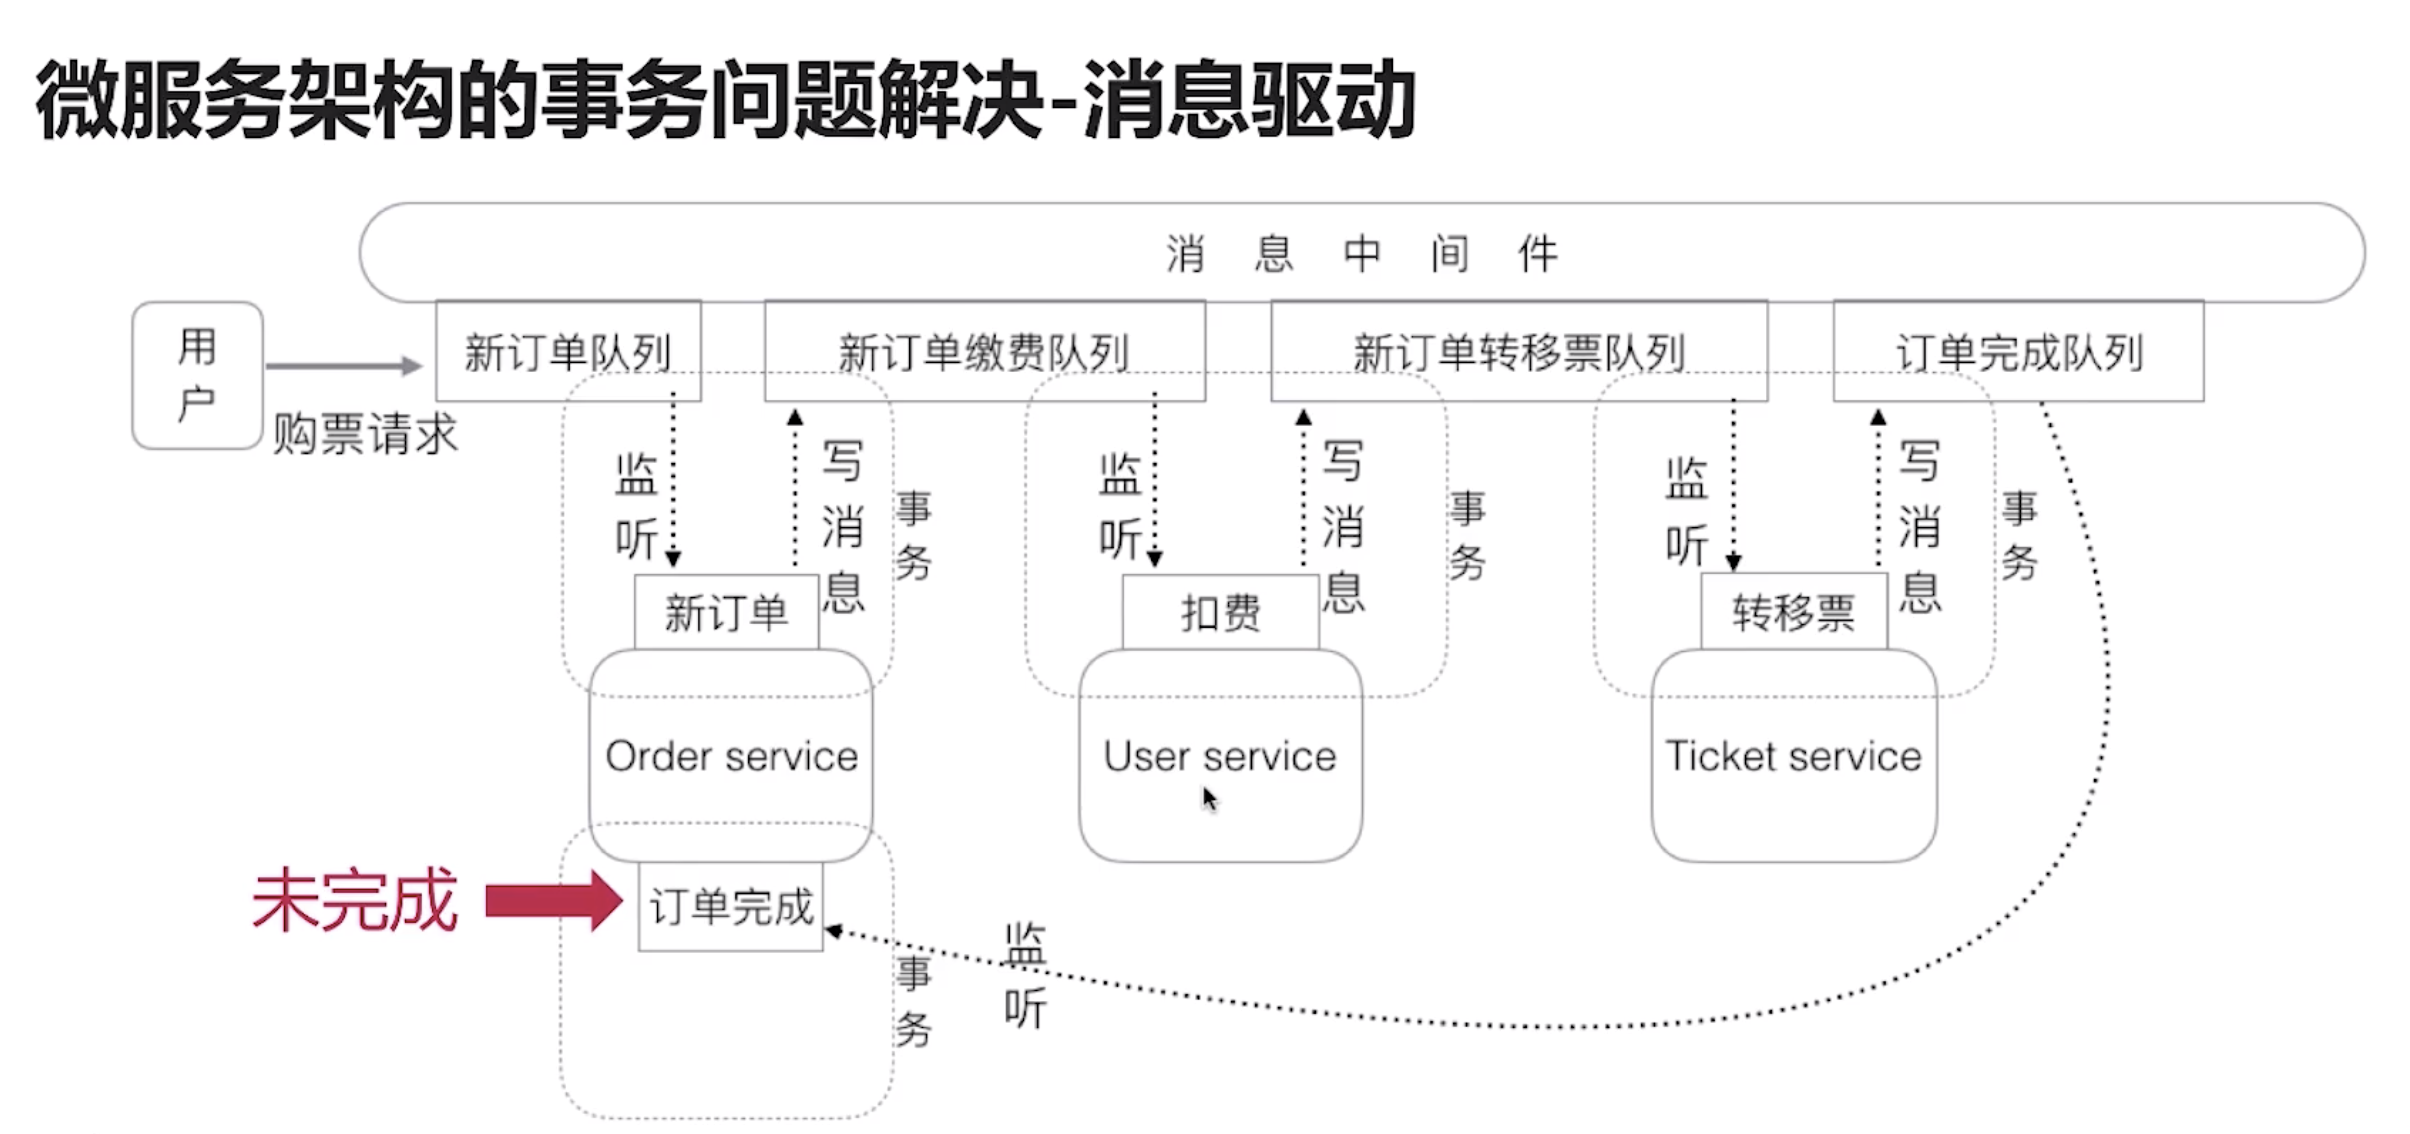 微服务架构的事务问题解决-消息驱动
消息中间件
用户
购票请求
新订单队列
新订单缴费队列
新订单转移票队列
订单完成队列
监听
写消息
事务
监听
写消息
事务
监听
写消息
事务
新订单
扣费
转移票
Order service
User service
Ticket service
未完成
订单完成
事务
监听